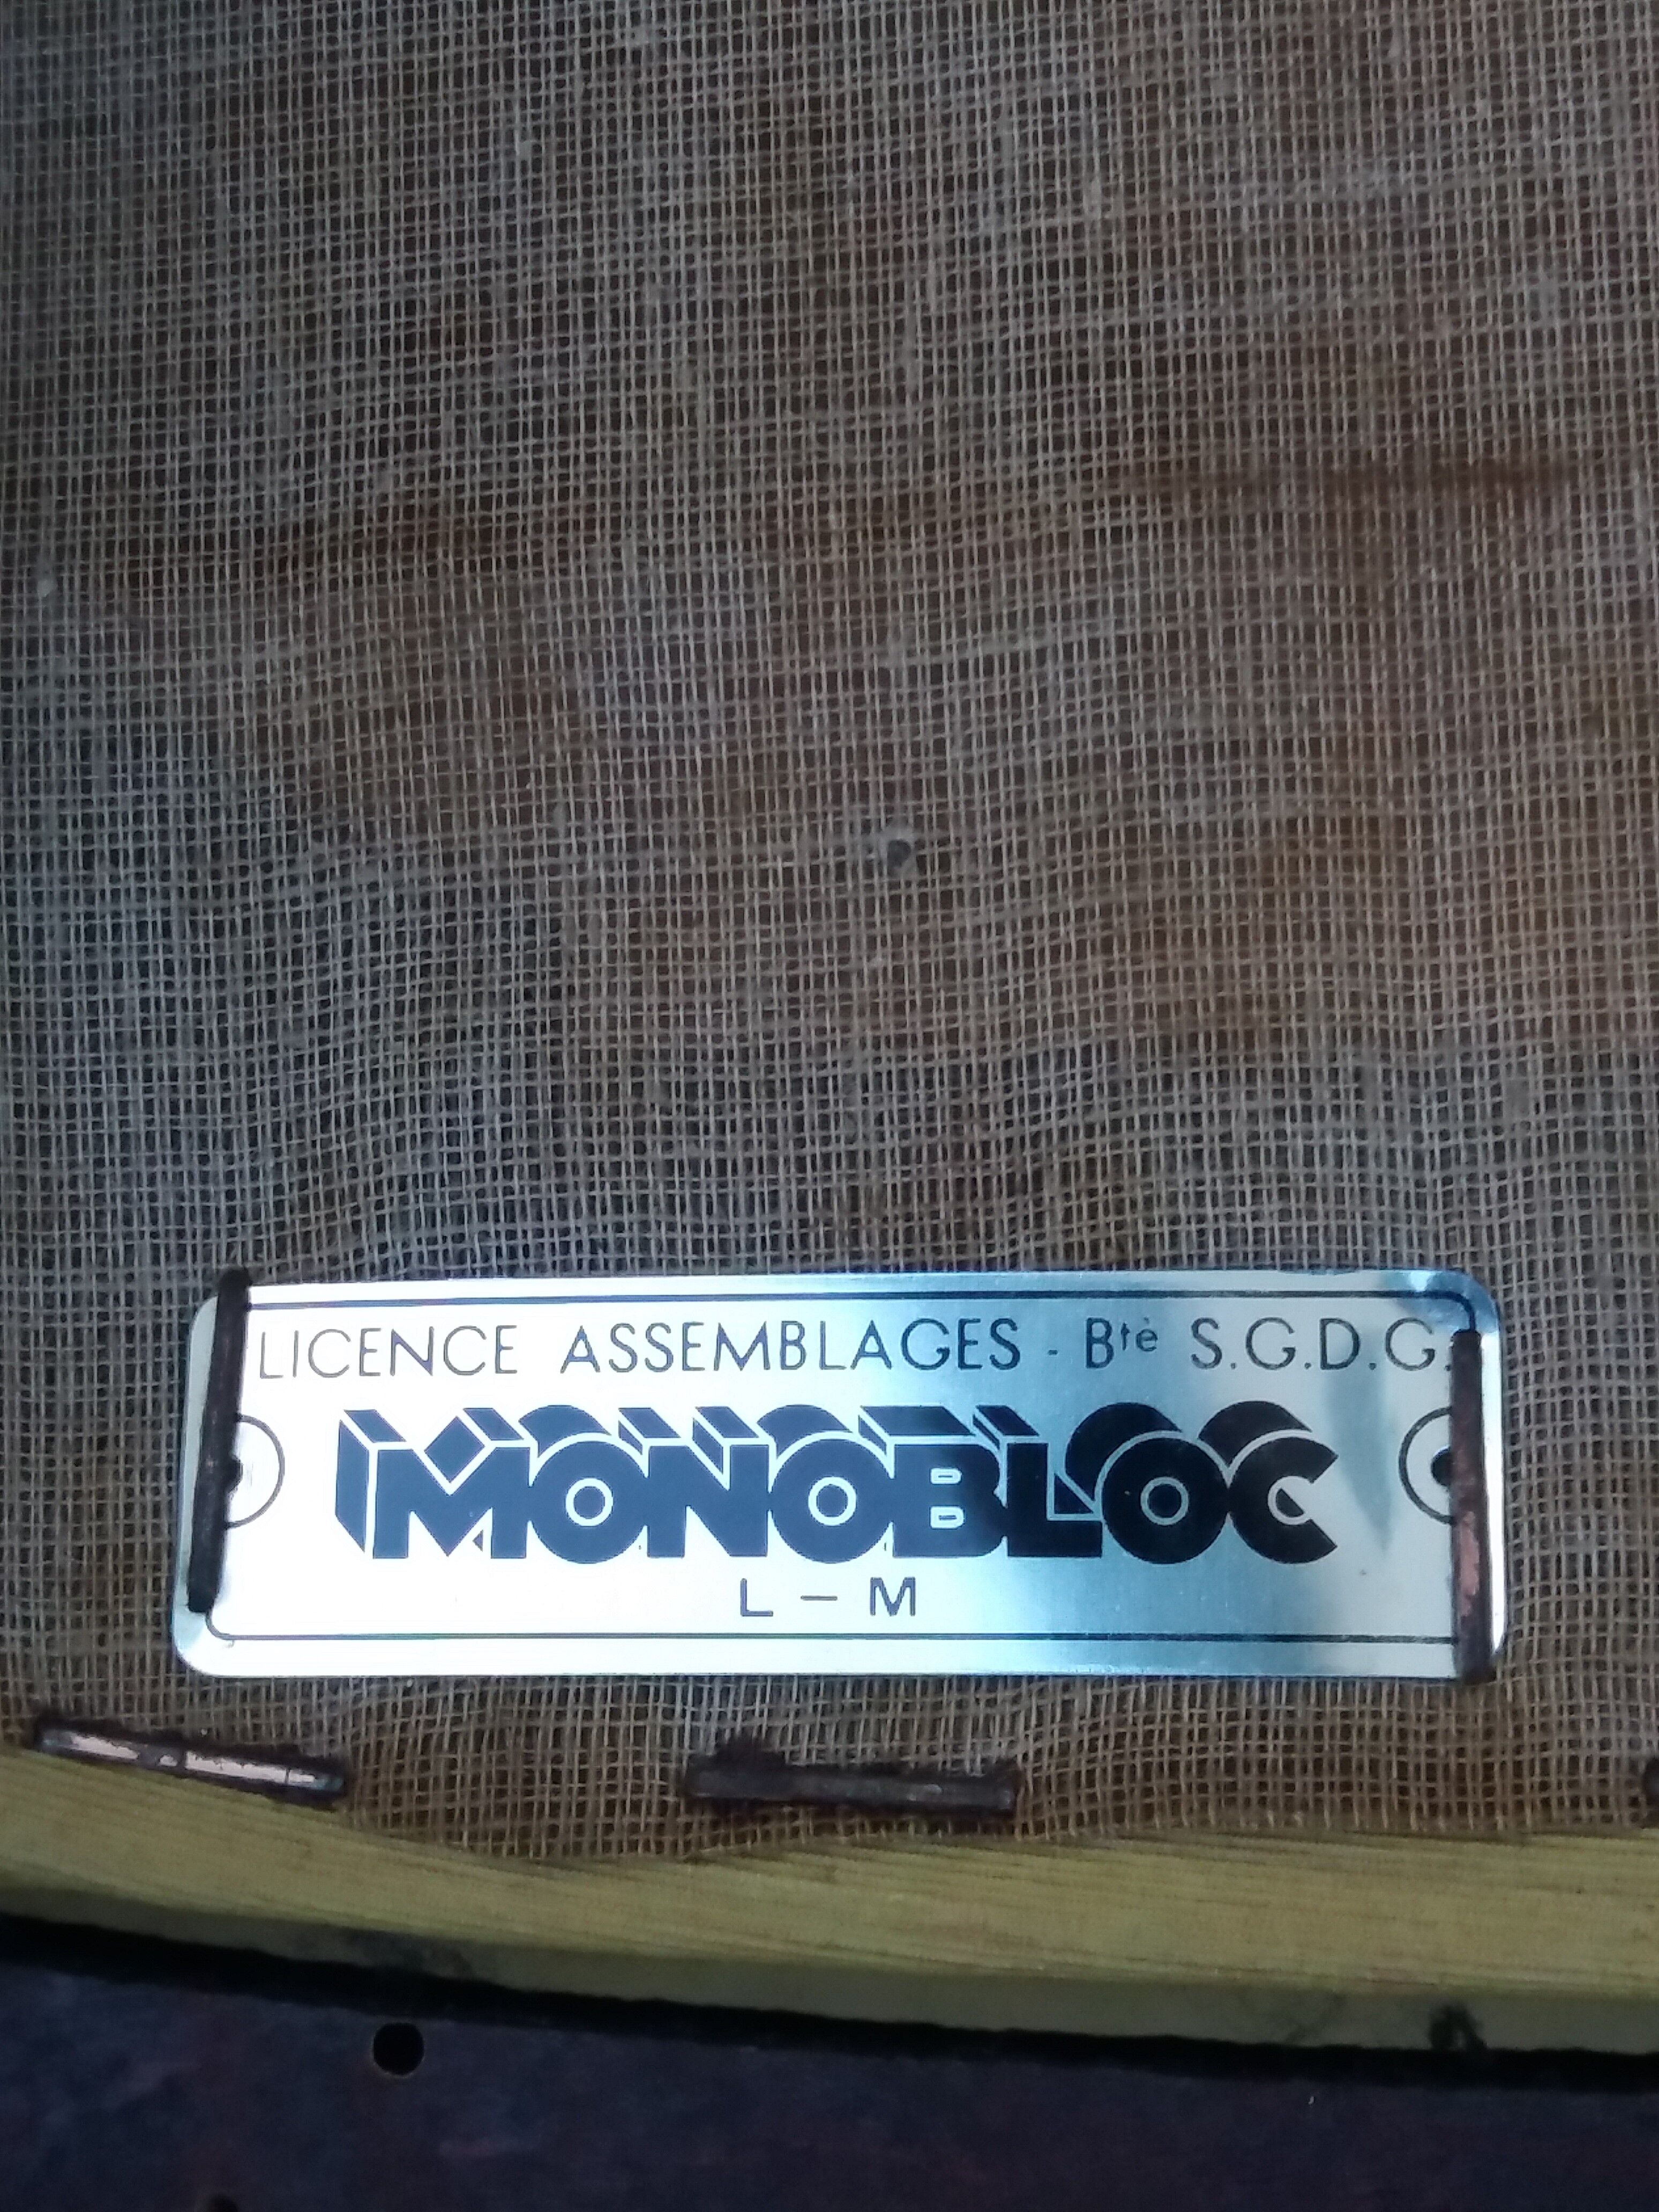 LICENCE ASSEMBLAGES - Bté S.G.D.G.
MONOBLOC
L - M